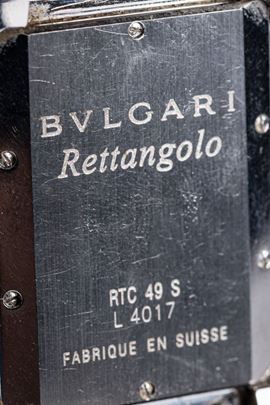 BVLGARI
Rettangolo
RTC 49 S
L 4017
FABRIQUE EN SUISSE